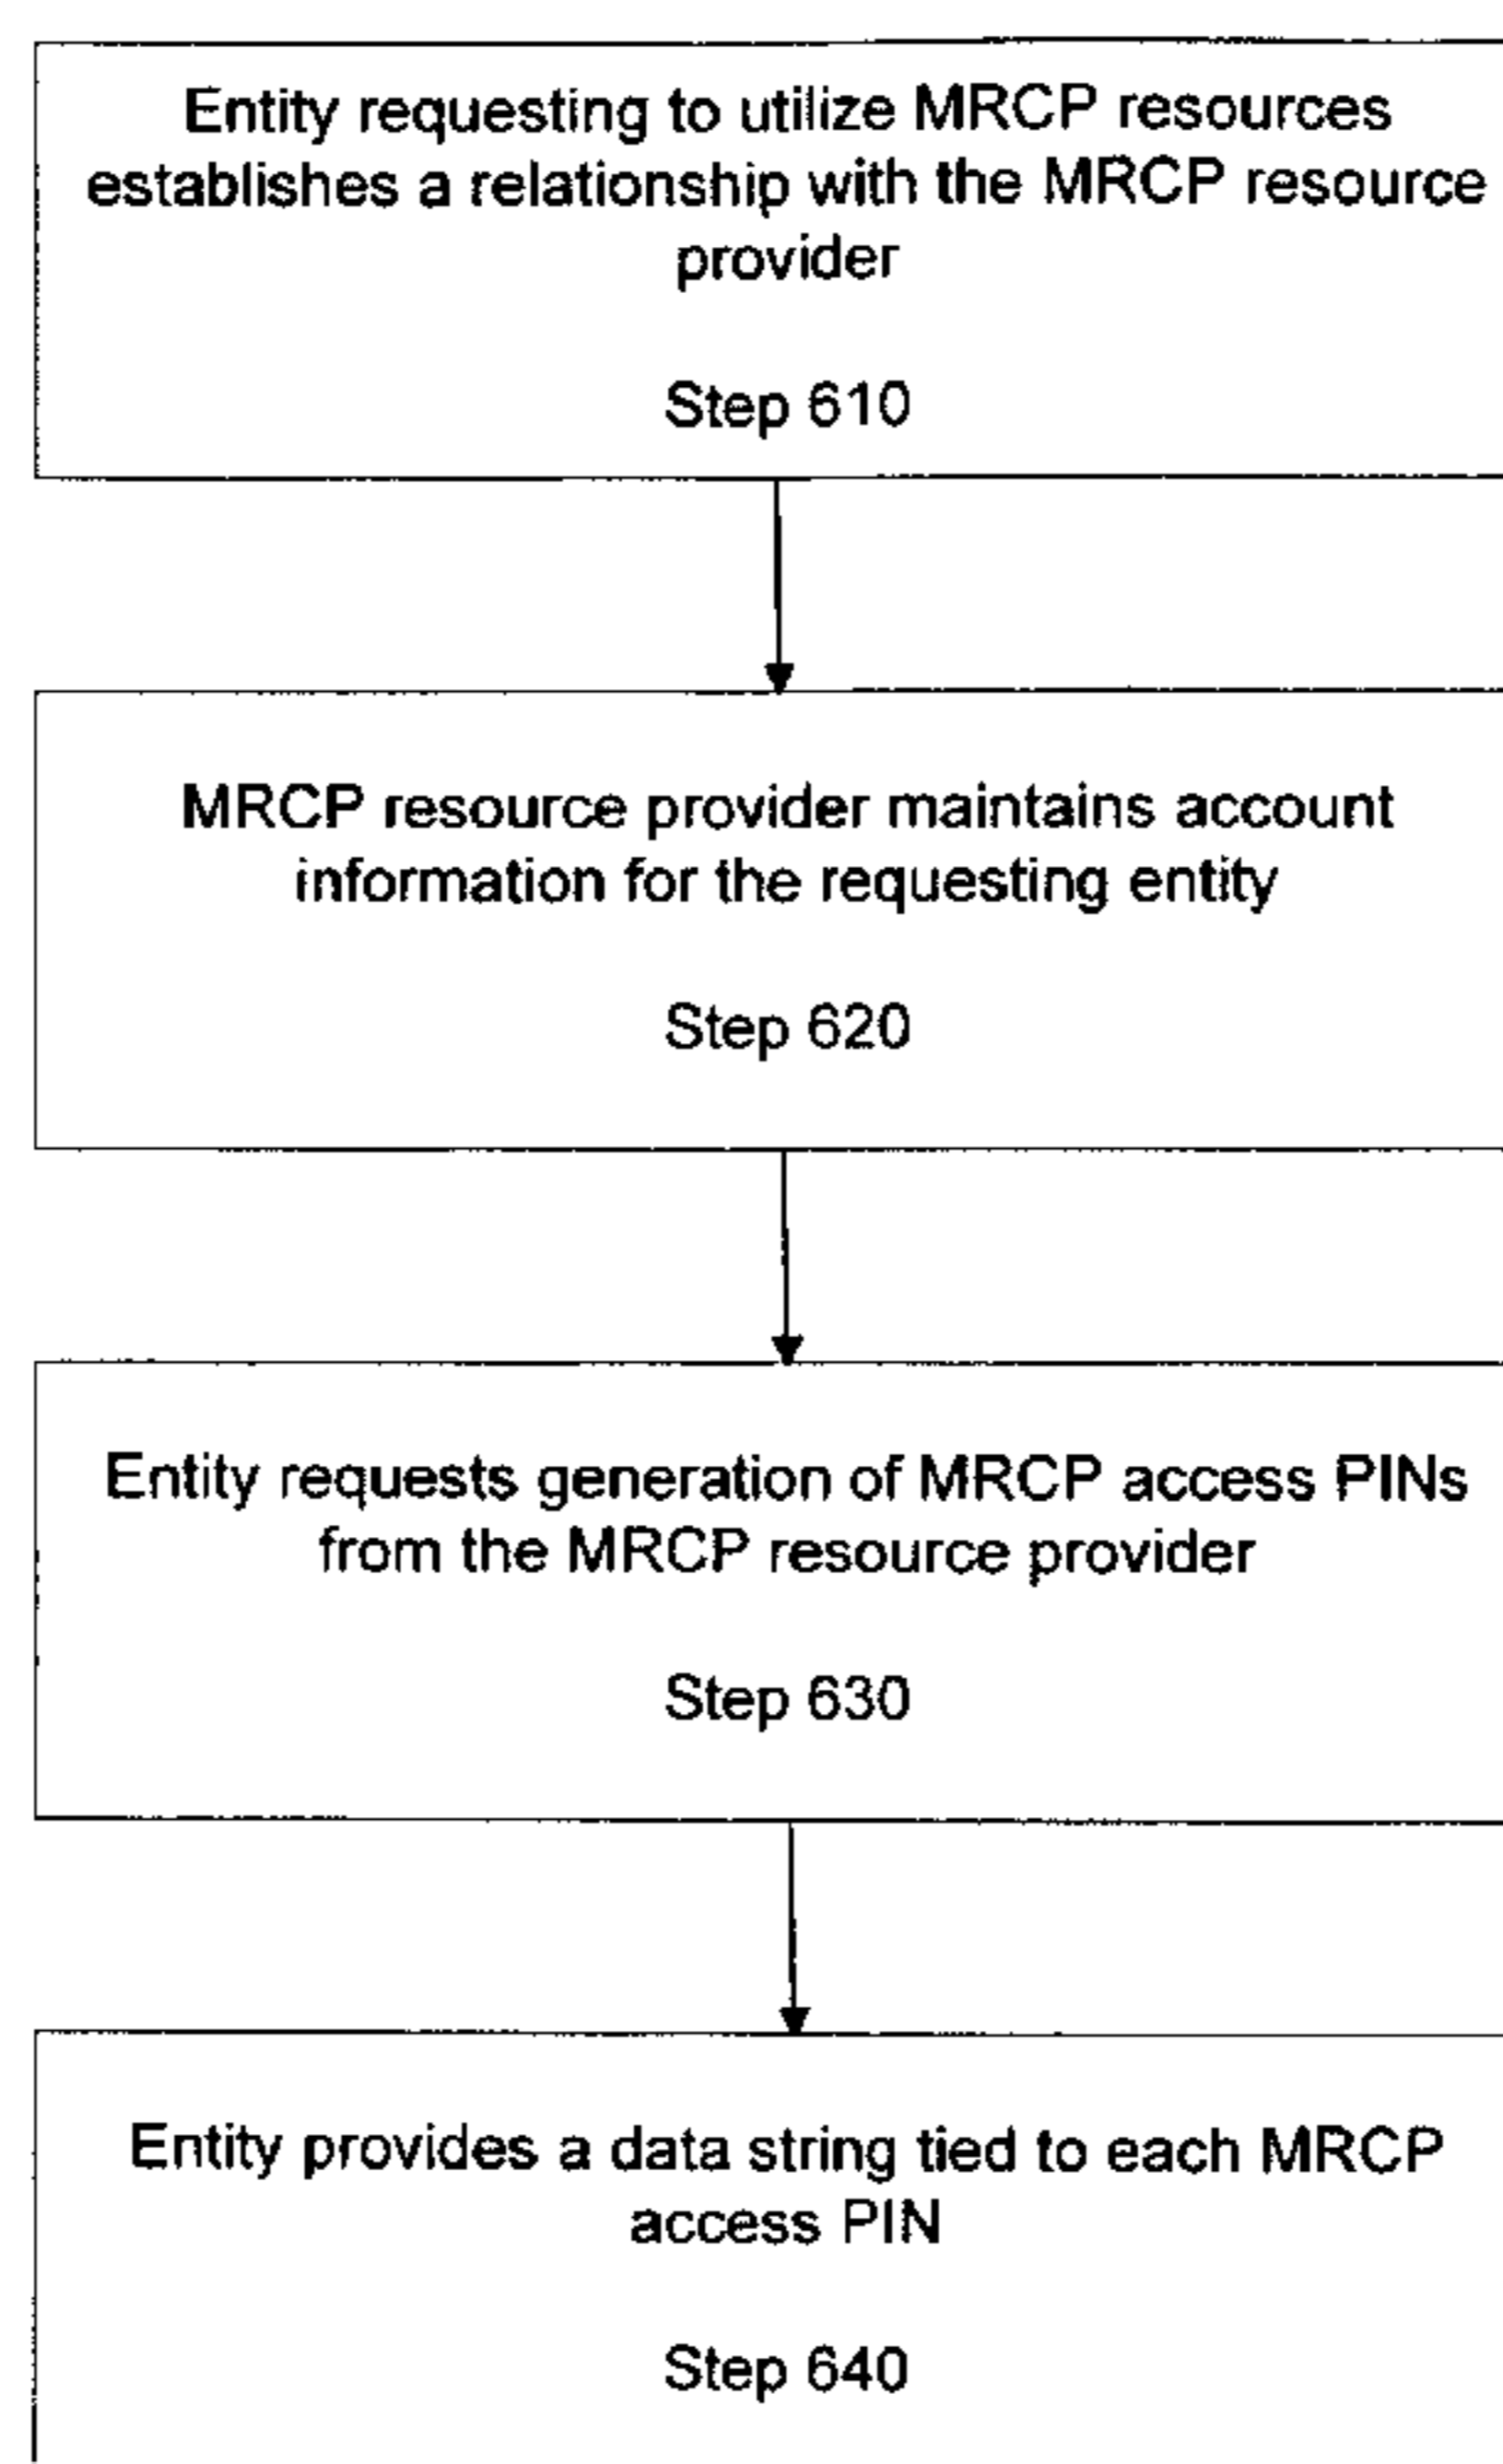 Entity requesting to utilize MRCP resources
establishes a relationship with the MRCP resource
provider
Step 610
MRCP resource provider maintains account
information for the requesting entity
Step 620
Entity requests generation of MRCP access PINs
from the MRCP resource provider
Step 630
Entity provides a data string tied to each MRCP
access PIN
Step 640